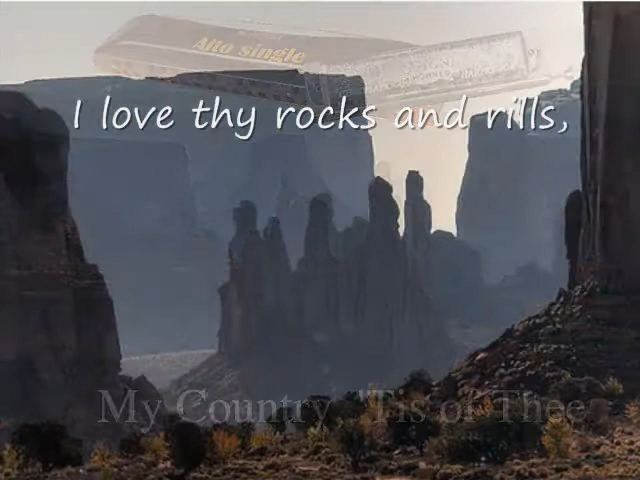 Alto single
I love thy rocks and rills,
My Country, 'Tis of Thee